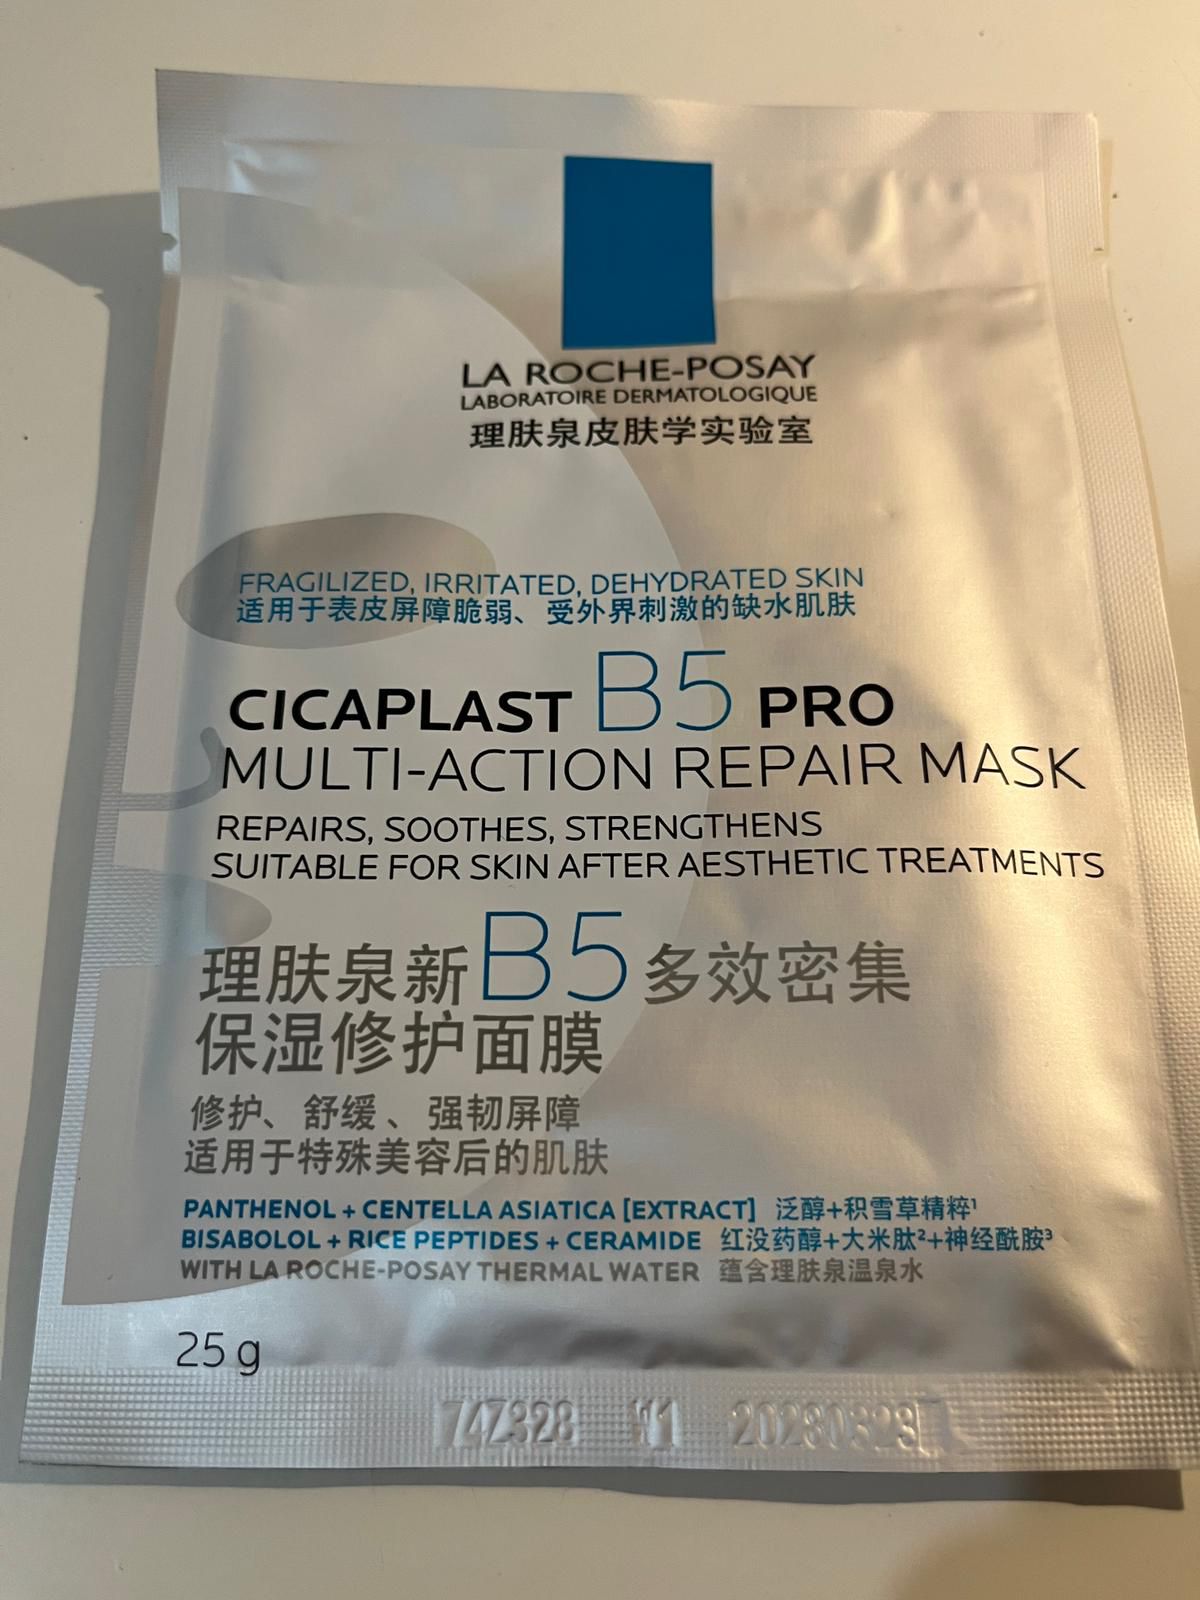 LA ROCHE-POSAY
LABORATOIRE DERMATOLOGIQUE
理肤泉皮肤学实验室
FRAGILIZED, IRRITATED, DEHYDRATED SKIN
适用于表皮屏障脆弱、受外界刺激的缺水肌肤
CICAPLAST B5 PRO
MULTI-ACTION REPAIR MASK
REPAIRS, SOOTHES, STRENGTHENS
SUITABLE FOR SKIN AFTER AESTHETIC TREATMENTS
理肤泉新B5多效密集
保湿修护面膜
修护、舒缓、强韧屏障
适用于特殊美容后的肌肤
PANTHENOL + CENTELLA ASIATICA [EXTRACT] 泛醇+积雪草精粹¹
BISABOLOL + RICE PEPTIDES + CERAMIDE 红没药醇+大米肽²+神经酰胺³
WITH LA ROCHE-POSAY THERMAL WATER 蕴含理肤泉温泉水
25 g
74Z328 W1 20280323